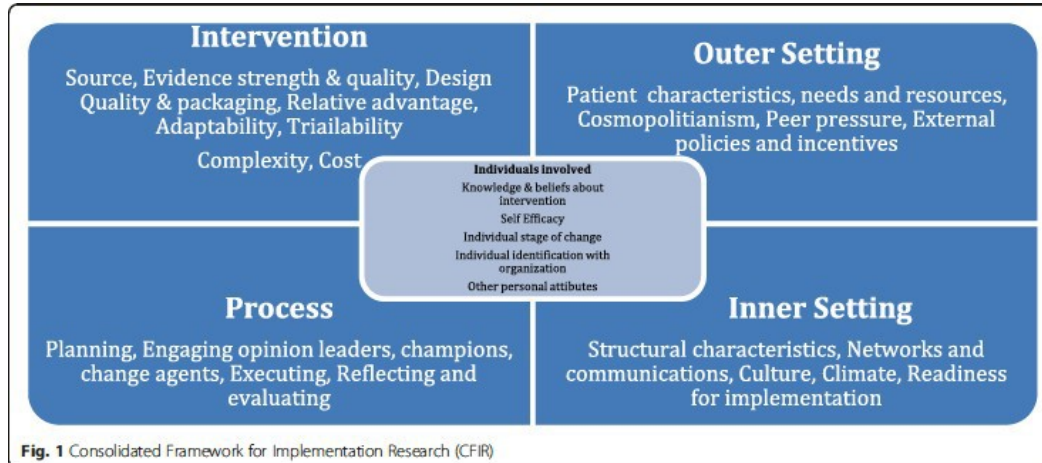 Intervention
Source, Evidence strength & quality, Design
Quality & packaging, Relative advantage,
Adaptability, Triailability
Complexity, Cost
Outer Setting
Patient characteristics, needs and resources,
Cosmopolitianism, Peer pressure, External
policies and incentives
Individuals involved
Knowledge & beliefs about
intervention
Self Efficacy
Individual stage of change
Individual identification with
organization
Other personal attibutes
Process
Planning, Engaging opinion leaders, champions,
change agents, Executing, Reflecting and
evaluating
Inner Setting
Structural characteristics, Networks and
communications, Culture, Climate, Readiness
for implementation
Fig. 1 Consolidated Framework for Implementation Research (CFIR)